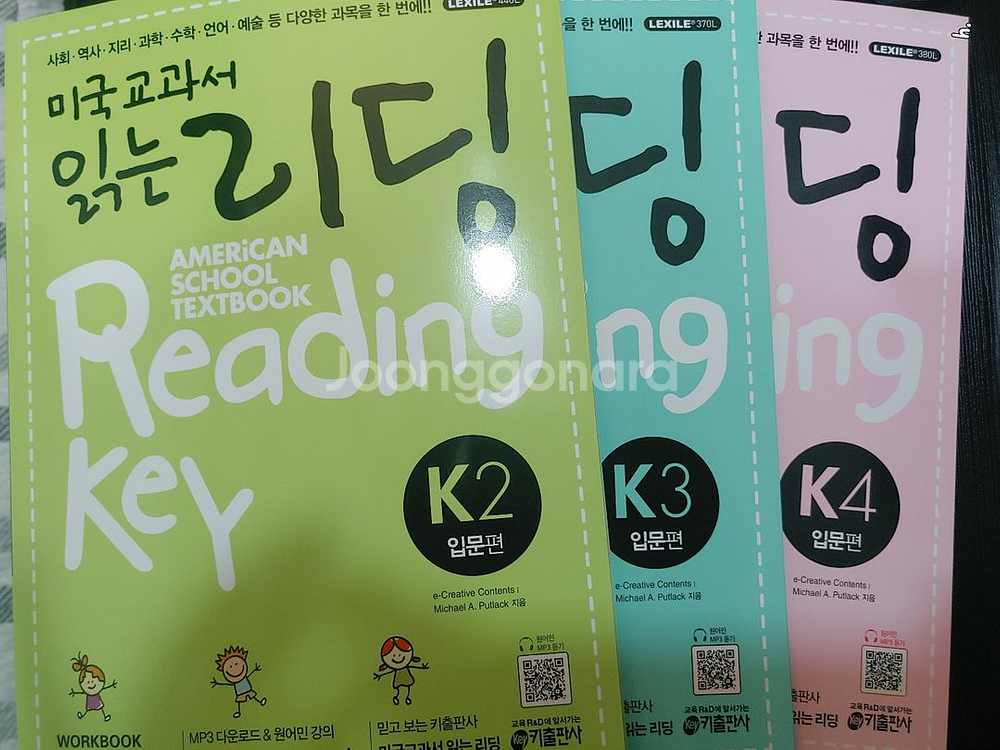 사회·역사·지리·과학·수학·언어·예술 등 다양한 과목을 한 번에!!
LEXILE® 440L
미국교과서
읽는 리딩
AMERiCAN
SCHOOL
TEXTBOOK
Reading
Key
K2
입문편
e-Creative Contents |
Michael A. Putlack 지음
원어민
MP3 듣기
WORKBOOK
MP3 다운로드 & 원어민 강의
믿고 보는 키출판사
미국교과서 읽는 리딩
교육 R&D에 앞서가는
Key 키출판사
을 한 번에!!
LEXILE® 370L
딩
ng
K3
입문편
e-Creative Contents |
Michael A. Putlack 지음
원어민
MP3 듣기
출판사
읽는 리딩
교육 R&D에 앞서가는
Key 키출판사
한 과목을 한 번에!!
LEXILE® 380L
딩
ing
K4
입문편
e-Creative Contents |
Michael A. Putlack 지음
원어민
MP3 듣기
출판사
읽는 리딩
교육 R&D에 앞서가는
Key 키출판사
Joonggonara